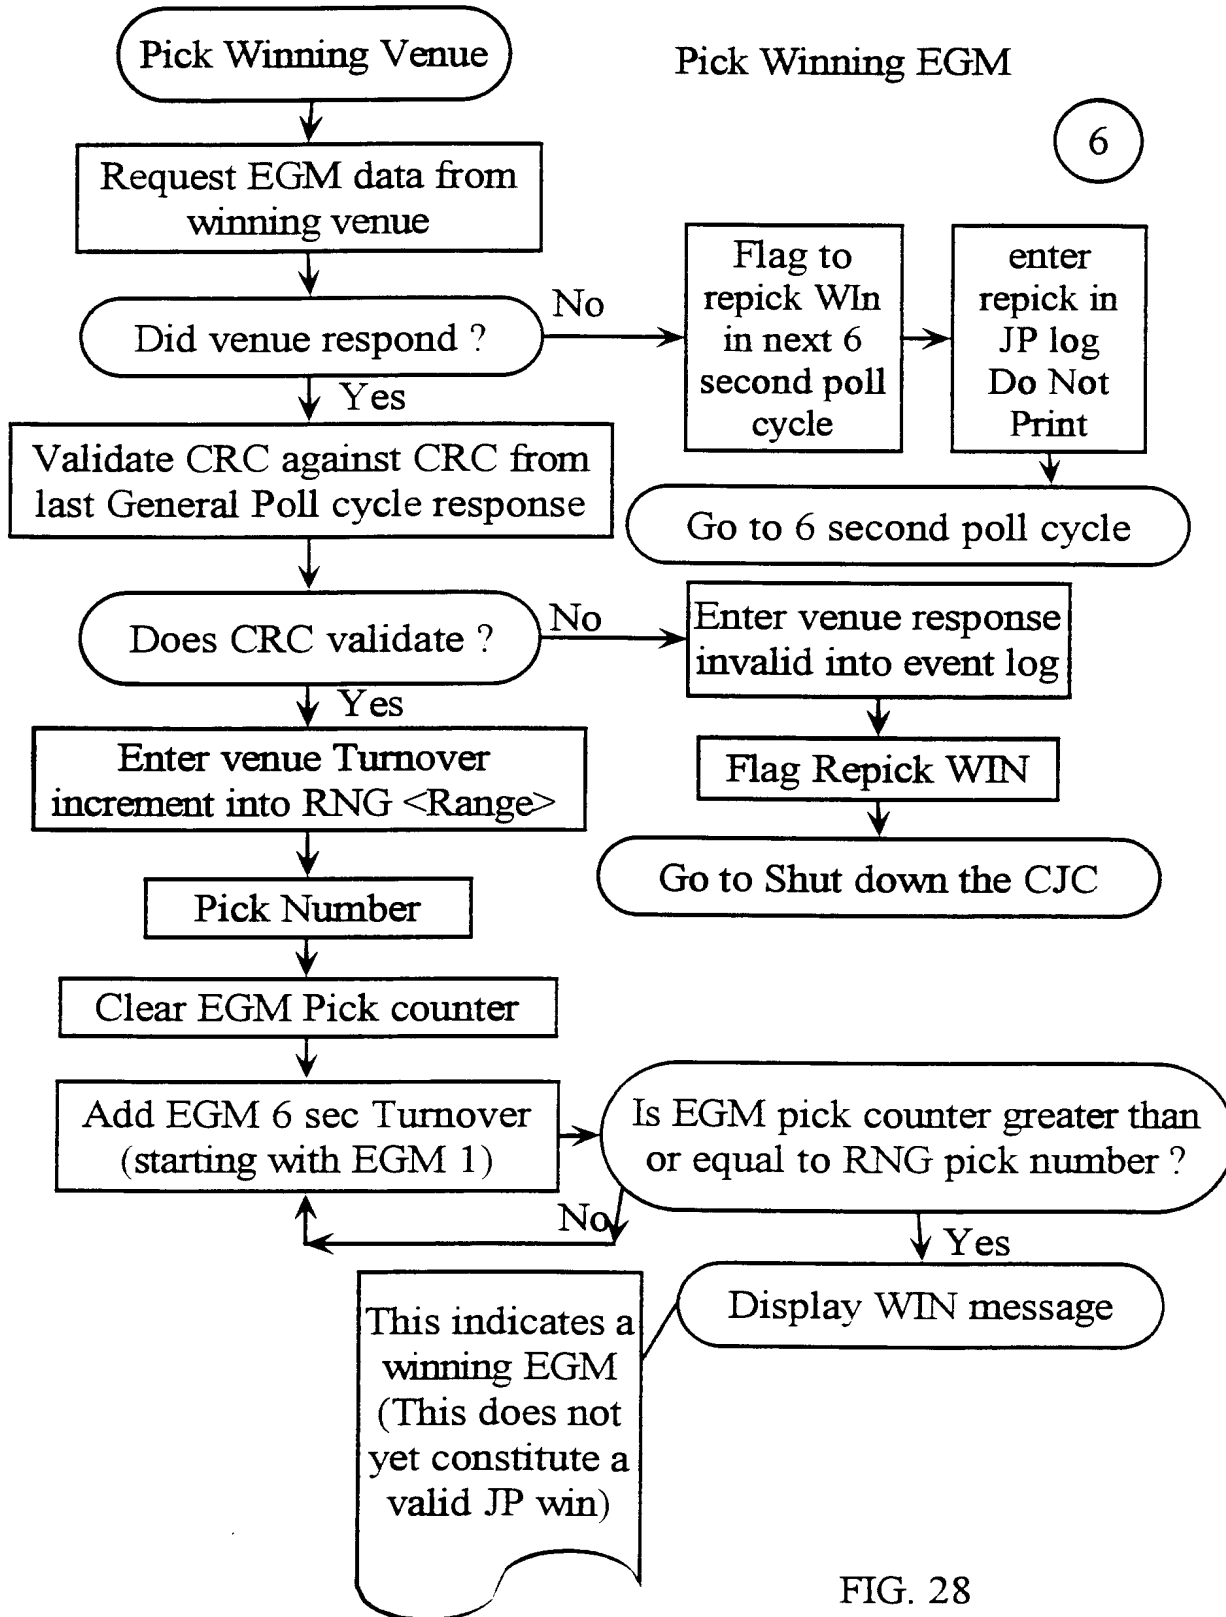 Pick Winning Venue
Pick Winning EGM
6
Request EGM data from
winning venue
Did venue respond ?
No
Flag to
repick WIn
in next 6
second poll
cycle
enter
repick in
JP log
Do Not
Print
Yes
Validate CRC against CRC from
last General Poll cycle response
Go to 6 second poll cycle
Does CRC validate ?
No
Enter venue response
invalid into event log
Yes
Enter venue Turnover
increment into RNG <Range>
Flag Repick WIN
Go to Shut down the CJC
Pick Number
Clear EGM Pick counter
Add EGM 6 sec Turnover
(starting with EGM 1)
Is EGM pick counter greater than
or equal to RNG pick number ?
No
Yes
Display WIN message
This indicates a
winning EGM
(This does not
yet constitute a
valid JP win)
FIG. 28